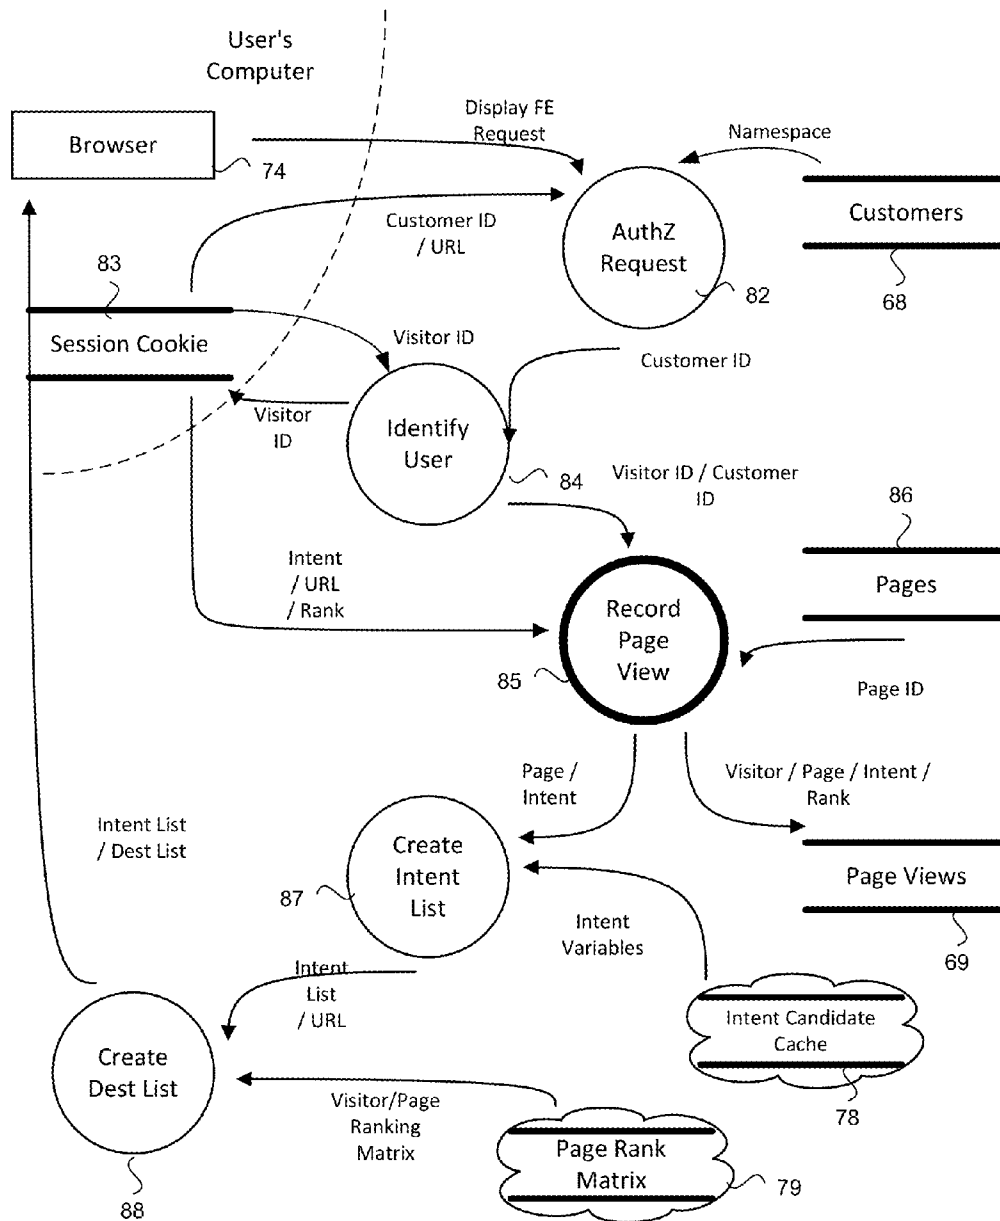 User's
Computer
Browser
74
Display FE
Request
Namespace
Customers
68
Customer ID
/ URL
AuthZ
Request
82
83
Session Cookie
Visitor ID
Customer ID
Visitor
ID
Identify
User
84
Visitor ID / Customer
ID
86
Pages
Intent
/ URL
/ Rank
Record
Page
View
85
Page ID
Page /
Intent
Visitor / Page / Intent /
Rank
Intent List
/ Dest List
Create
Intent
List
87
Page Views
69
Intent
Variables
Intent
List
/ URL
Intent Candidate
Cache
78
Create
Dest List
88
Visitor/Page
Ranking
Matrix
Page Rank
Matrix
79